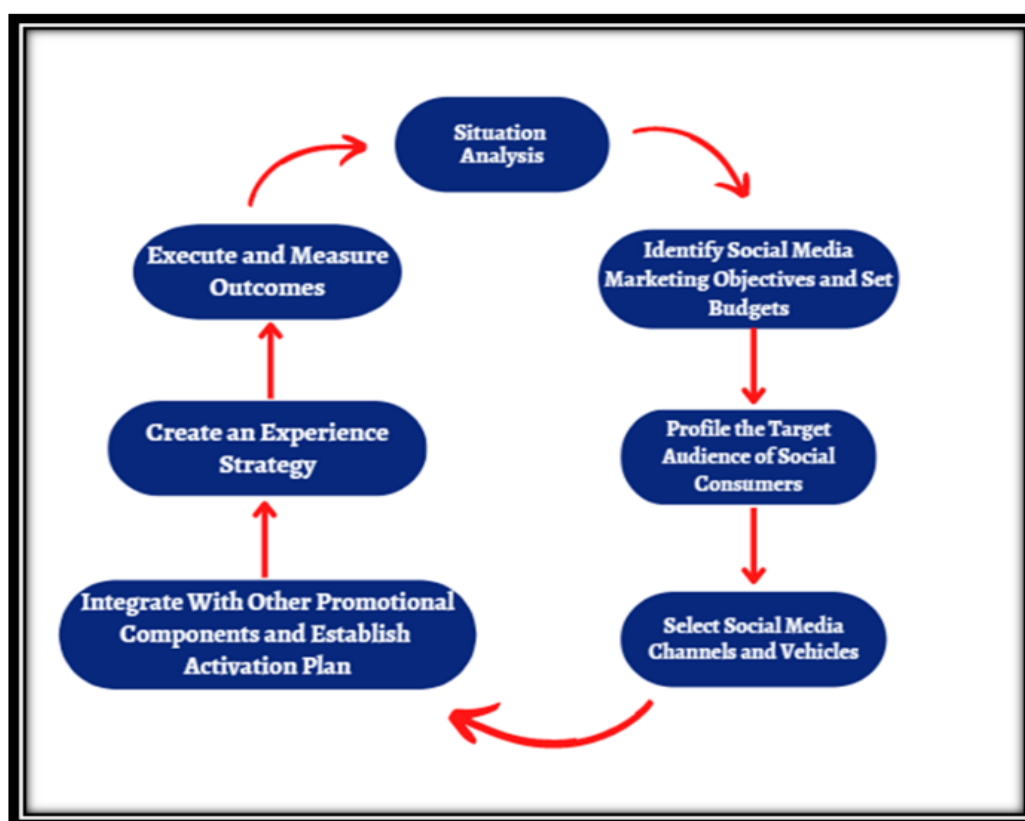 Situation
Analysis
Identify Social Media
Marketing Objectives and Set
Budgets
Profile the Target
Audience of Social
Consumers
Select Social Media
Channels and Vehicles
Integrate With Other Promotional
Components and Establish
Activation Plan
Create an Experience
Strategy
Execute and Measure
Outcomes